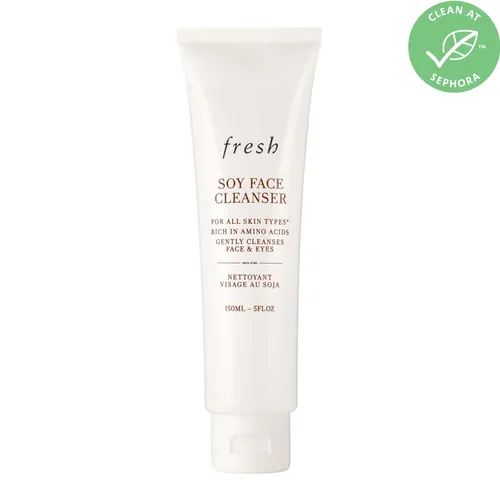 CLEAN AT
SEPHORA
™
fresh
SOY FACE
CLEANSER
FOR ALL SKIN TYPES*
RICH IN AMINO ACIDS
GENTLY CLEANSES
FACE & EYES
NETTOYANT
VISAGE AU SOJA
150ML – 5FLOZ